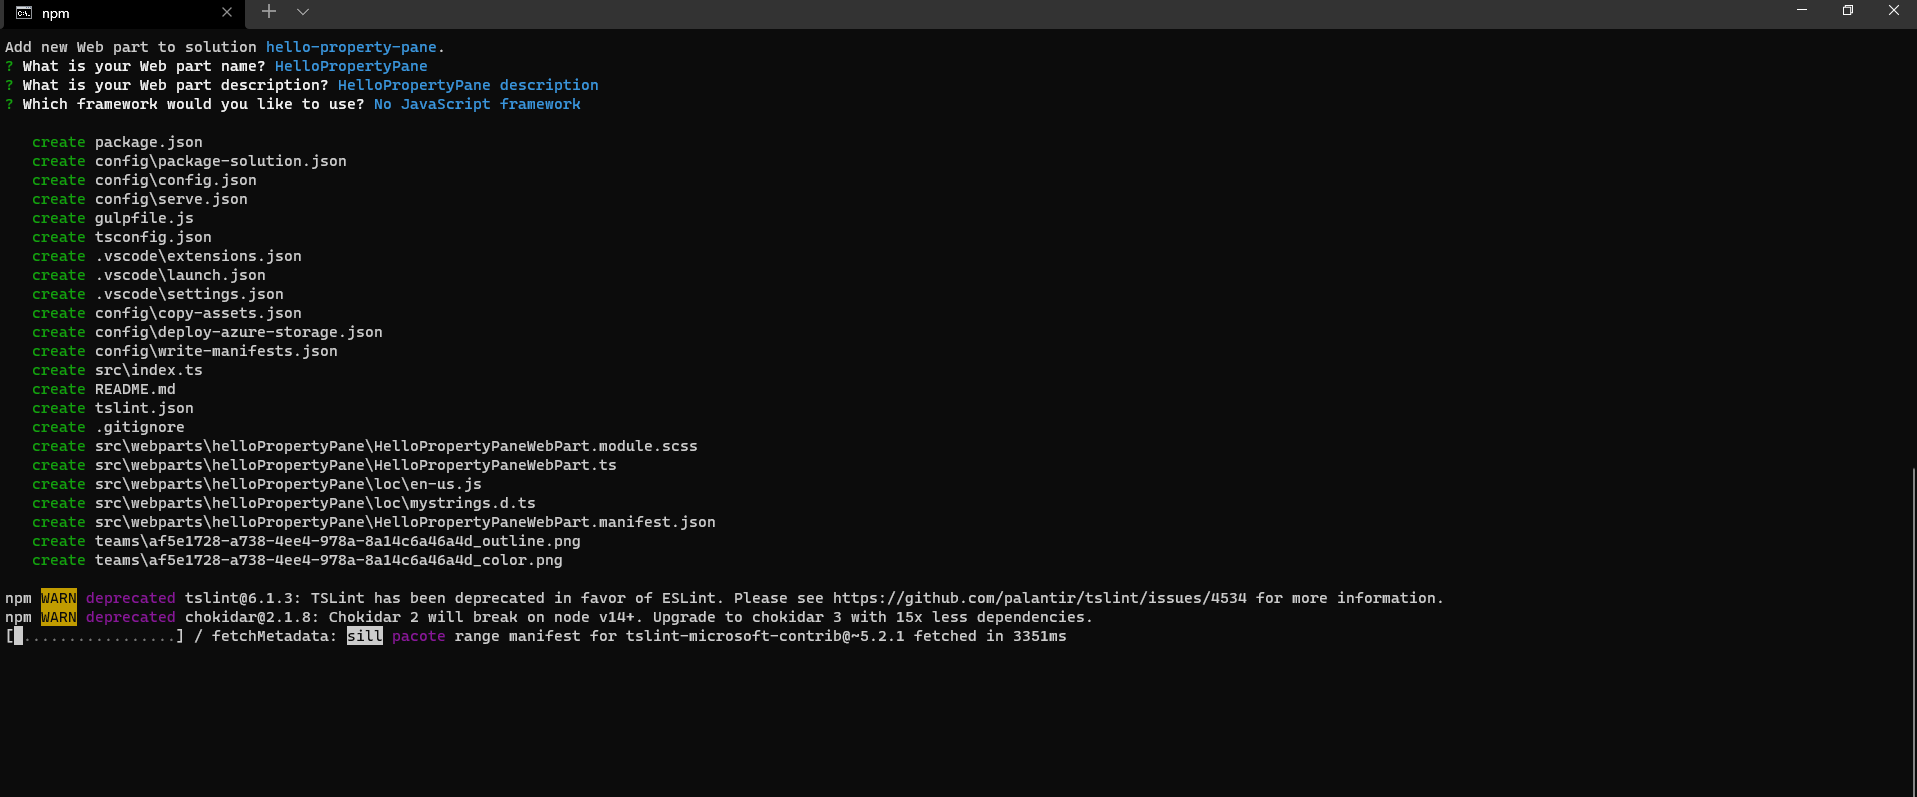 npm
Add new Web part to solution hello-property-pane.
? What is your Web part name? HelloPropertyPane
? What is your Web part description? HelloPropertyPane description
? Which framework would you like to use? No JavaScript framework
create package.json
create config\package-solution.json
create config\config.json
create config\serve.json
create gulpfile.js
create tsconfig.json
create .vscode\extensions.json
create .vscode\launch.json
create .vscode\settings.json
create config\copy-assets.json
create config\deploy-azure-storage.json
create config\write-manifests.json
create src\index.ts
create README.md
create tslint.json
create .gitignore
create src\webparts\helloPropertyPane\HelloPropertyPaneWebPart.module.scss
create src\webparts\helloPropertyPane\HelloPropertyPaneWebPart.ts
create src\webparts\helloPropertyPane\loc\en-us.js
create src\webparts\helloPropertyPane\loc\mystrings.d.ts
create src\webparts\helloPropertyPane\HelloPropertyPaneWebPart.manifest.json
create teams\af5e1728-a738-4ee4-978a-8a14c6a46a4d_outline.png
create teams\af5e1728-a738-4ee4-978a-8a14c6a46a4d_color.png
npm WARN deprecated tslint@6.1.3: TSLint has been deprecated in favor of ESLint. Please see https://github.com/palantir/tslint/issues/4534 for more information.
npm WARN deprecated chokidar@2.1.8: Chokidar 2 will break on node v14+. Upgrade to chokidar 3 with 15x less dependencies.
[█.................] / fetchMetadata: sill pacote range manifest for tslint-microsoft-contrib@~5.2.1 fetched in 3351ms